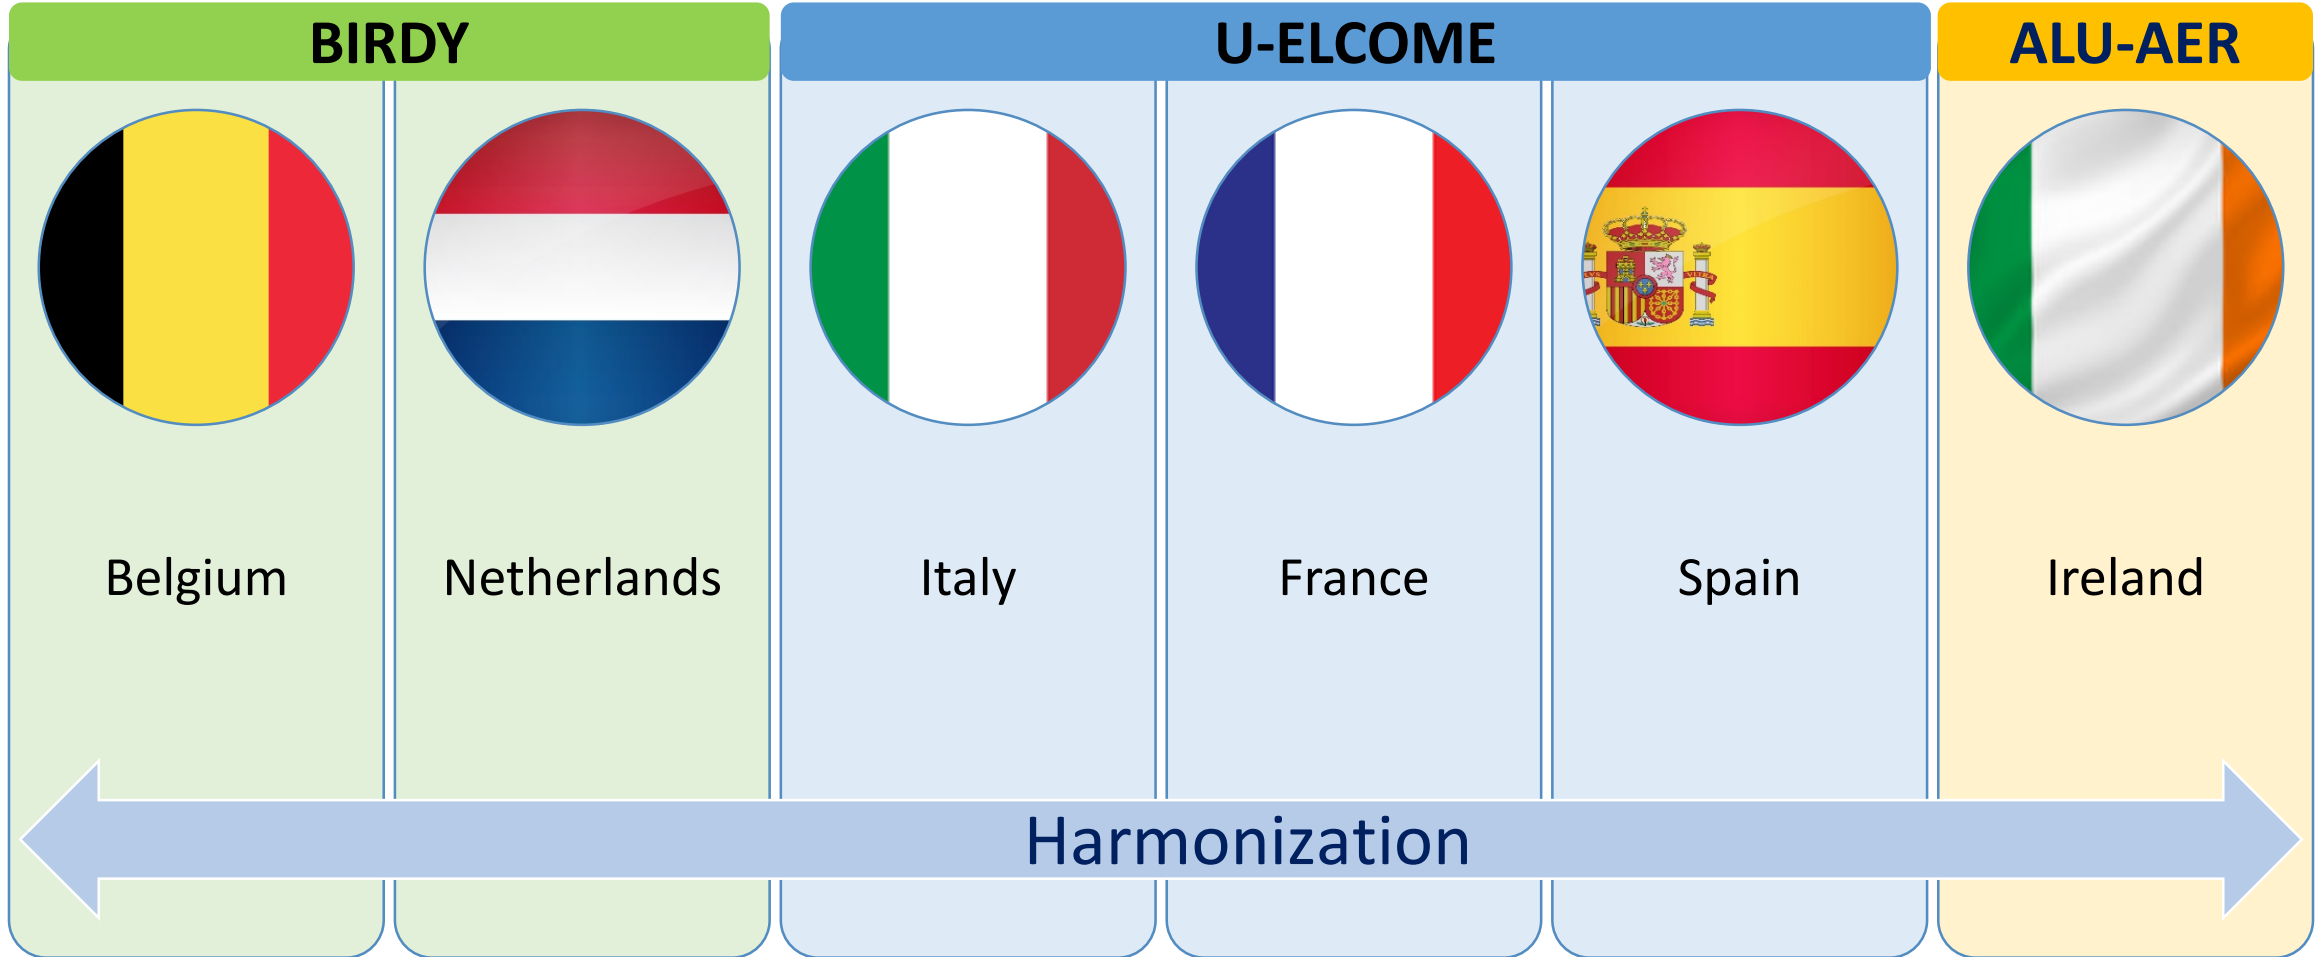 BIRDY
U-ELCOME
ALU-AER
Belgium
Netherlands
Italy
France
Spain
Ireland
Harmonization